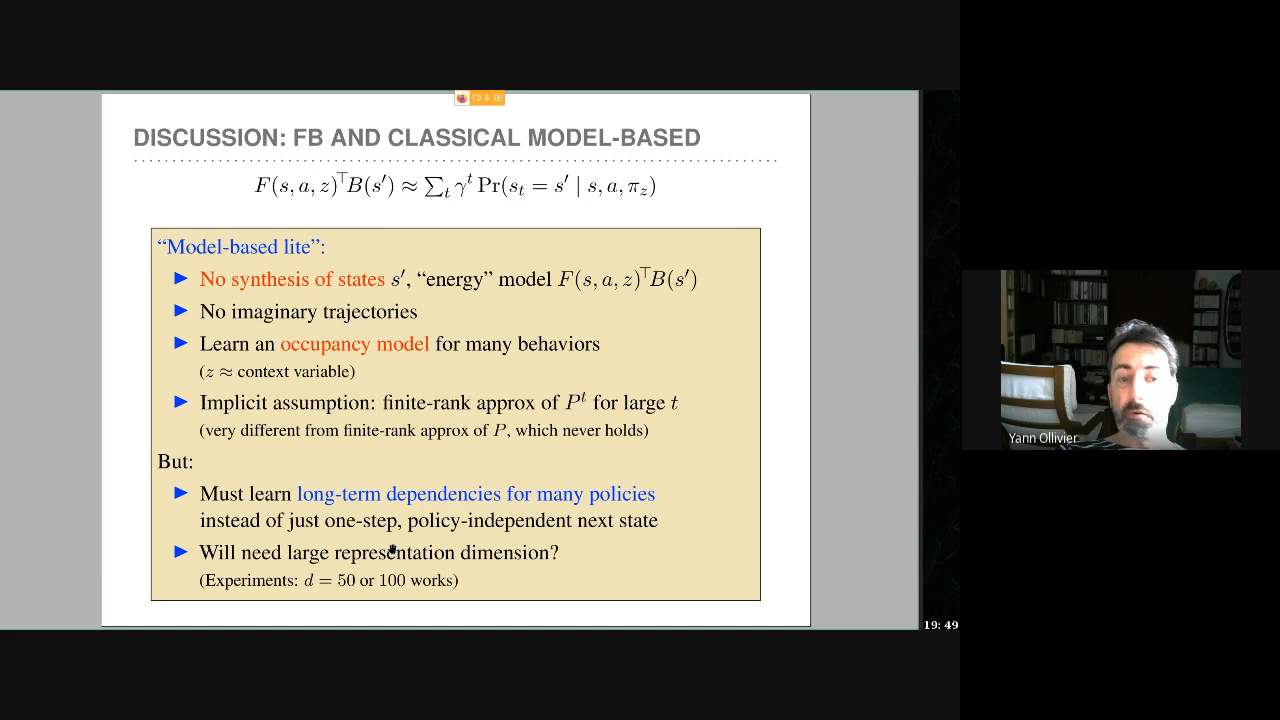 DISCUSSION: FB AND CLASSICAL MODEL-BASED
F(s, a, z)⊤B(s′) ≈ ∑t γ^t Pr(st = s′ | s, a, πz)
“Model-based lite”:
► No synthesis of states s′, “energy” model F(s, a, z)⊤B(s′)
► No imaginary trajectories
► Learn an occupancy model for many behaviors
(z ≈ context variable)
► Implicit assumption: finite-rank approx of P^t for large t
(very different from finite-rank approx of P, which never holds)
But:
► Must learn long-term dependencies for many policies
instead of just one-step, policy-independent next state
► Will need large representation dimension?
(Experiments: d = 50 or 100 works)
Yann Ollivier
19:49